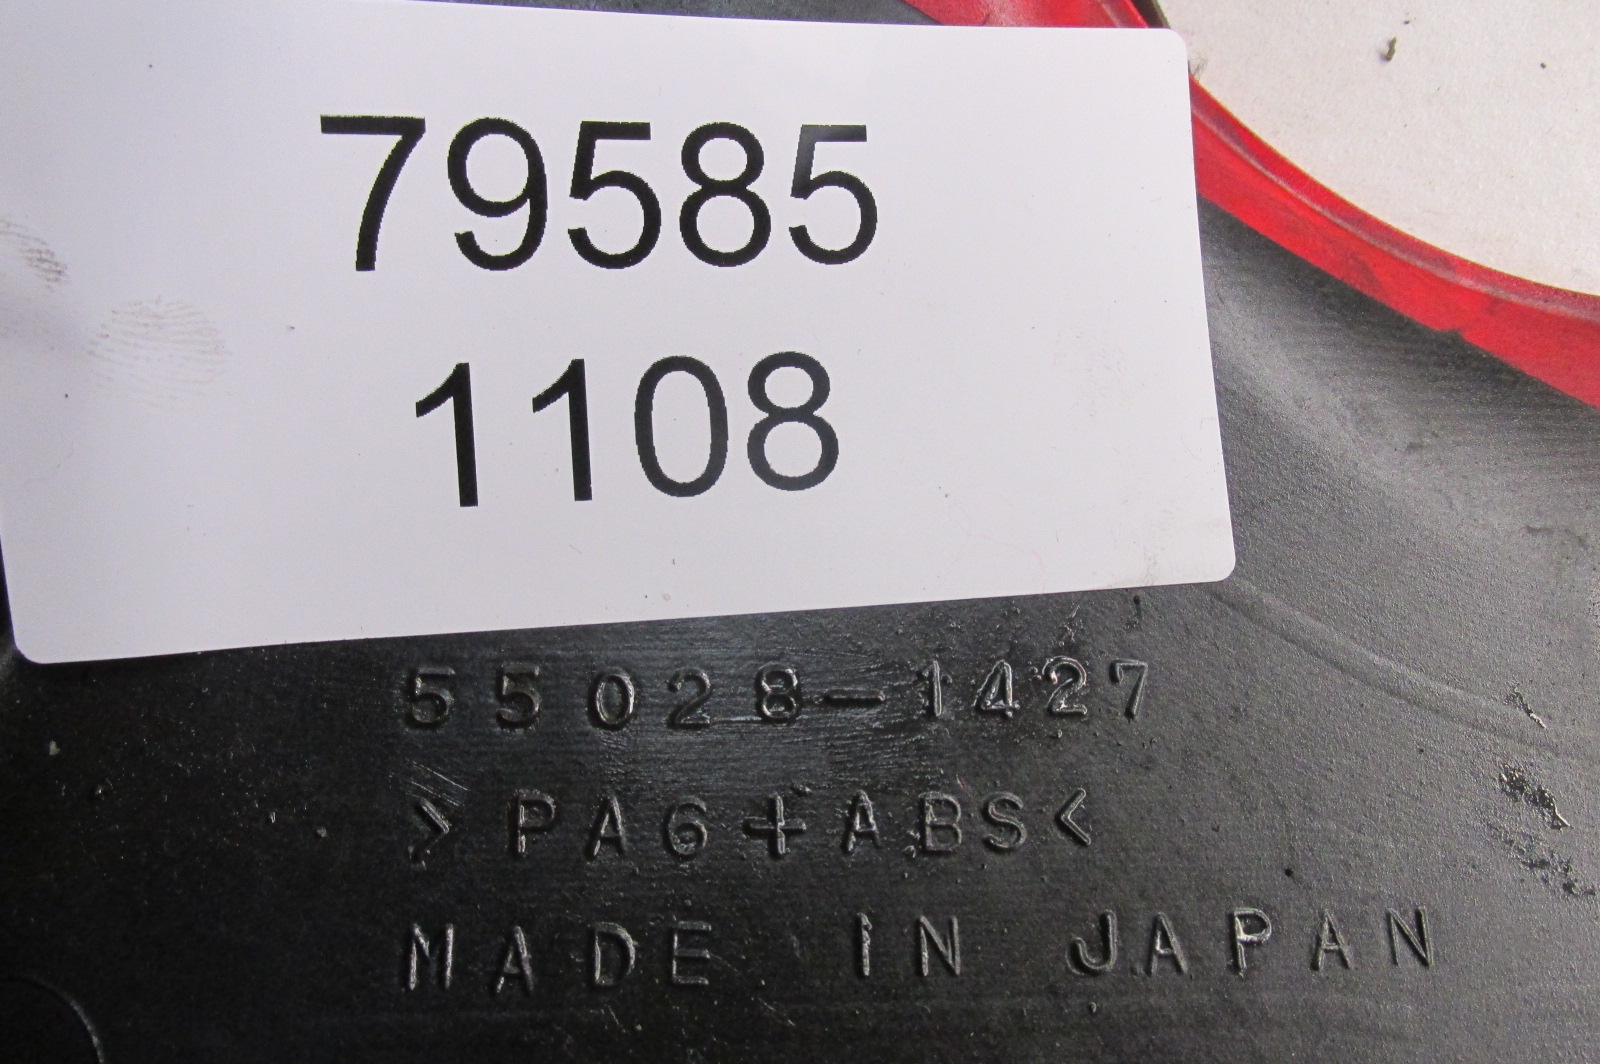 79585
1108
55028-1427
>PA6+ABS<
MADE IN JAPAN